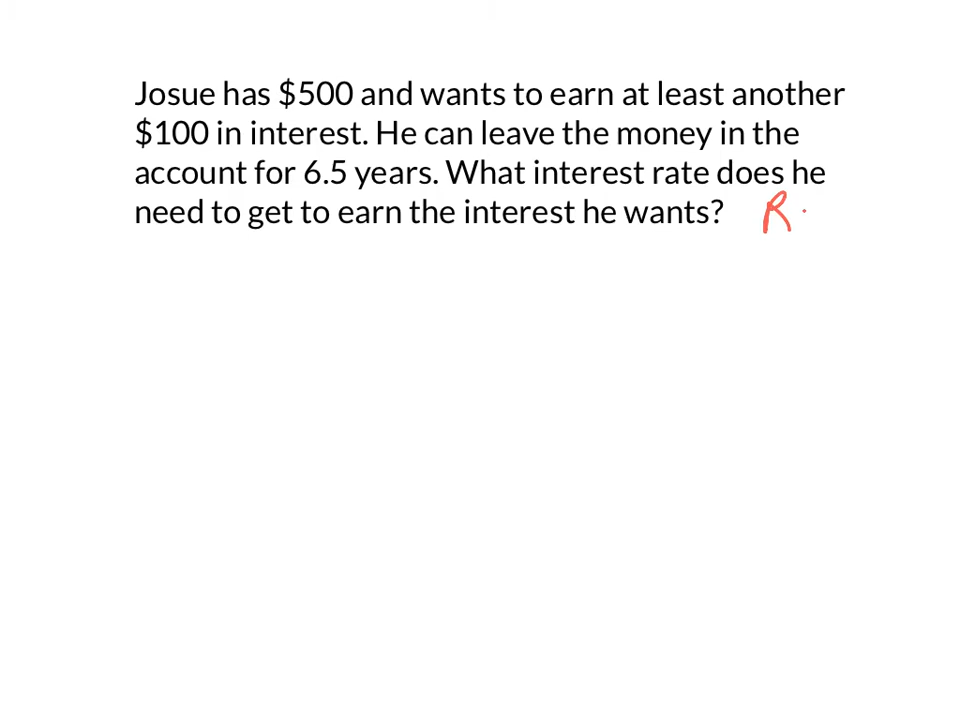 Josue has $500 and wants to earn at least another
$100 in interest. He can leave the money in the
account for 6.5 years. What interest rate does he
need to get to earn the interest he wants? R